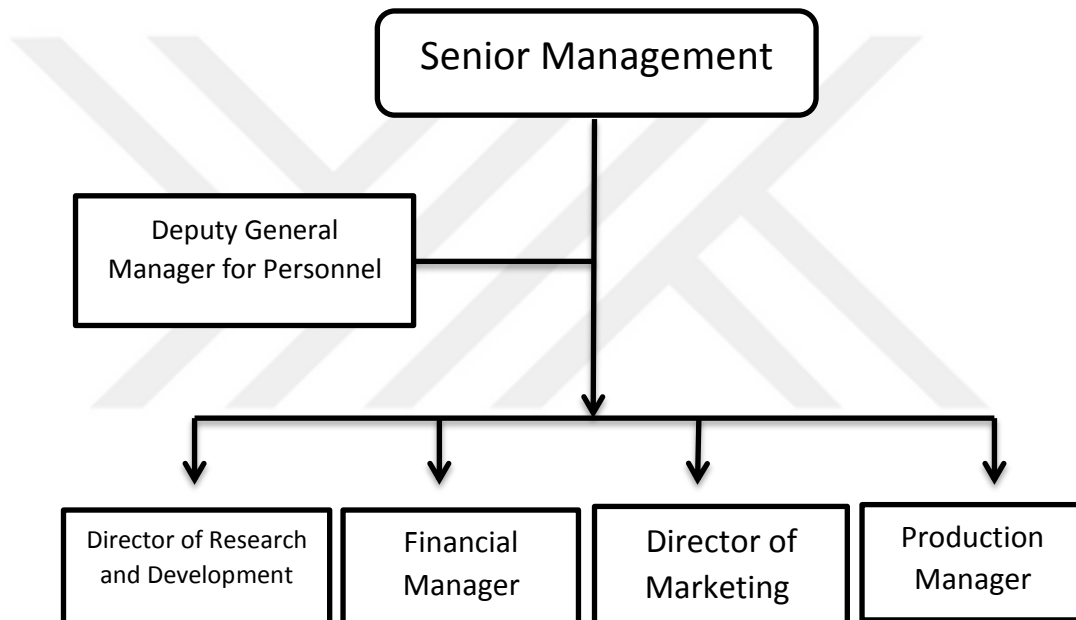 Senior Management
Deputy General
Manager for Personnel
Director of Research
and Development
Financial
Manager
Director of
Marketing
Production
Manager